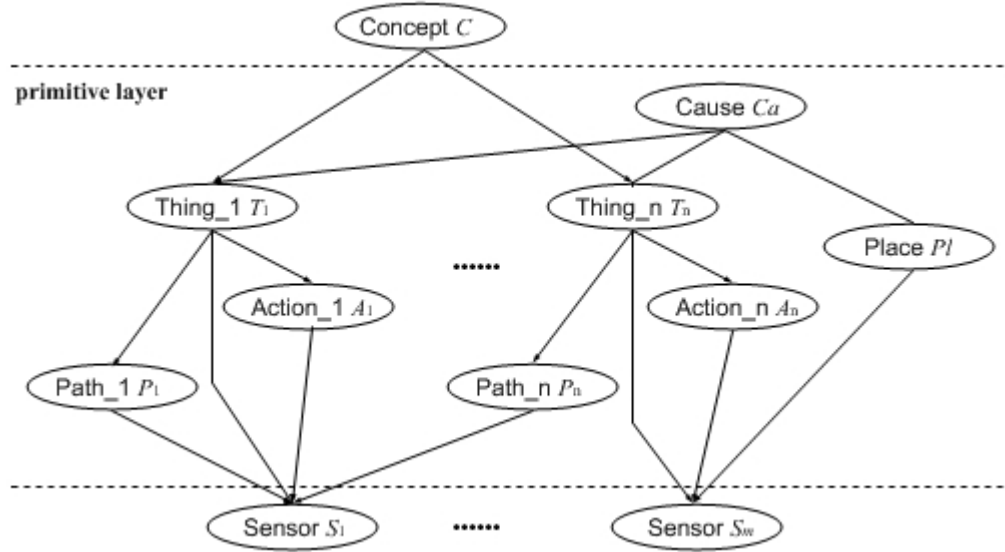 Concept C
primitive layer
Cause Ca
Thing_1 T1
Thing_n Tn
Place Pl
......
Action_1 A1
Action_n An
Path_1 P1
Path_n Pn
Sensor S1
......
Sensor Sm